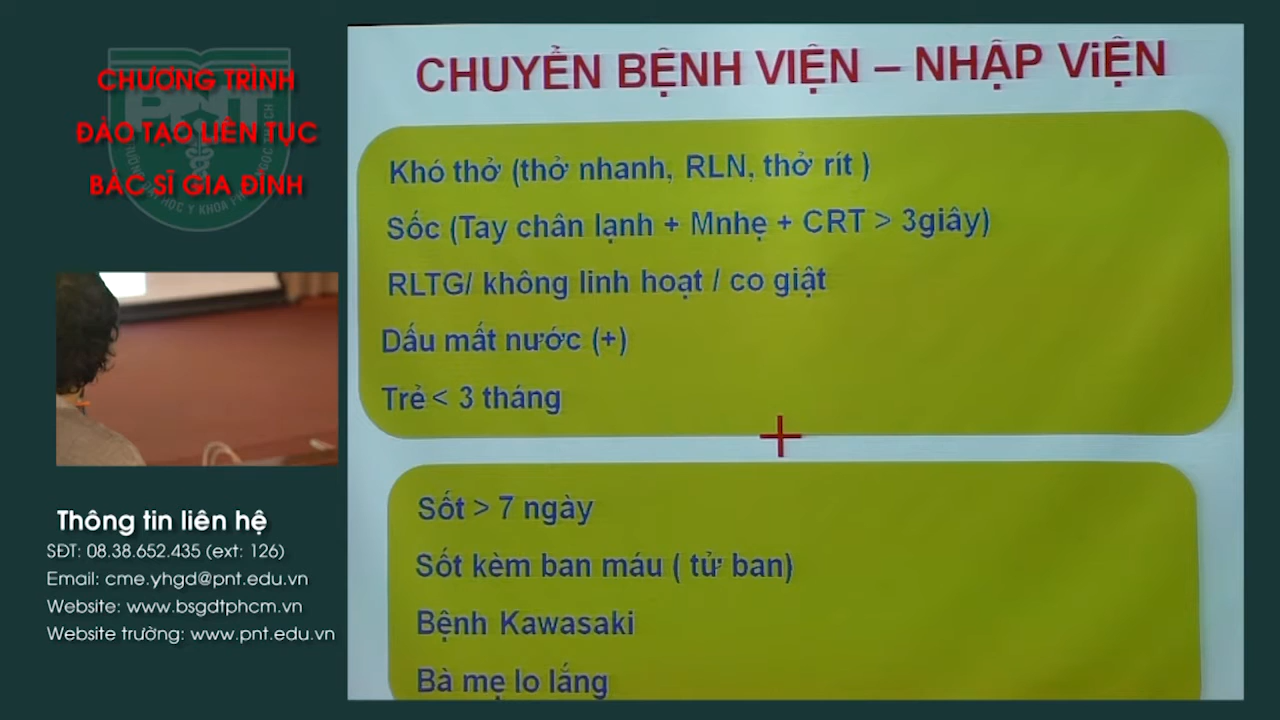 CHƯƠNG TRÌNH
ĐÀO TẠO LIÊN TỤC
BÁC SĨ GIA ĐÌNH
PNT
Thông tin liên hệ
SĐT: 08.38.652.435 (ext: 126)
Email: cme.yhgd@pnt.edu.vn
Website: www.bsgdtphcm.vn
Website trường: www.pnt.edu.vn
CHUYỂN BỆNH VIỆN – NHẬP ViỆN
Khó thở (thở nhanh, RLN, thở rít )
Sốc (Tay chân lạnh + Mnhẹ + CRT > 3giây)
RLTG/ không linh hoạt / co giật
Dấu mất nước (+)
Trẻ < 3 tháng
+
Sốt > 7 ngày
Sốt kèm ban máu ( tử ban)
Bệnh Kawasaki
Bà mẹ lo lắng